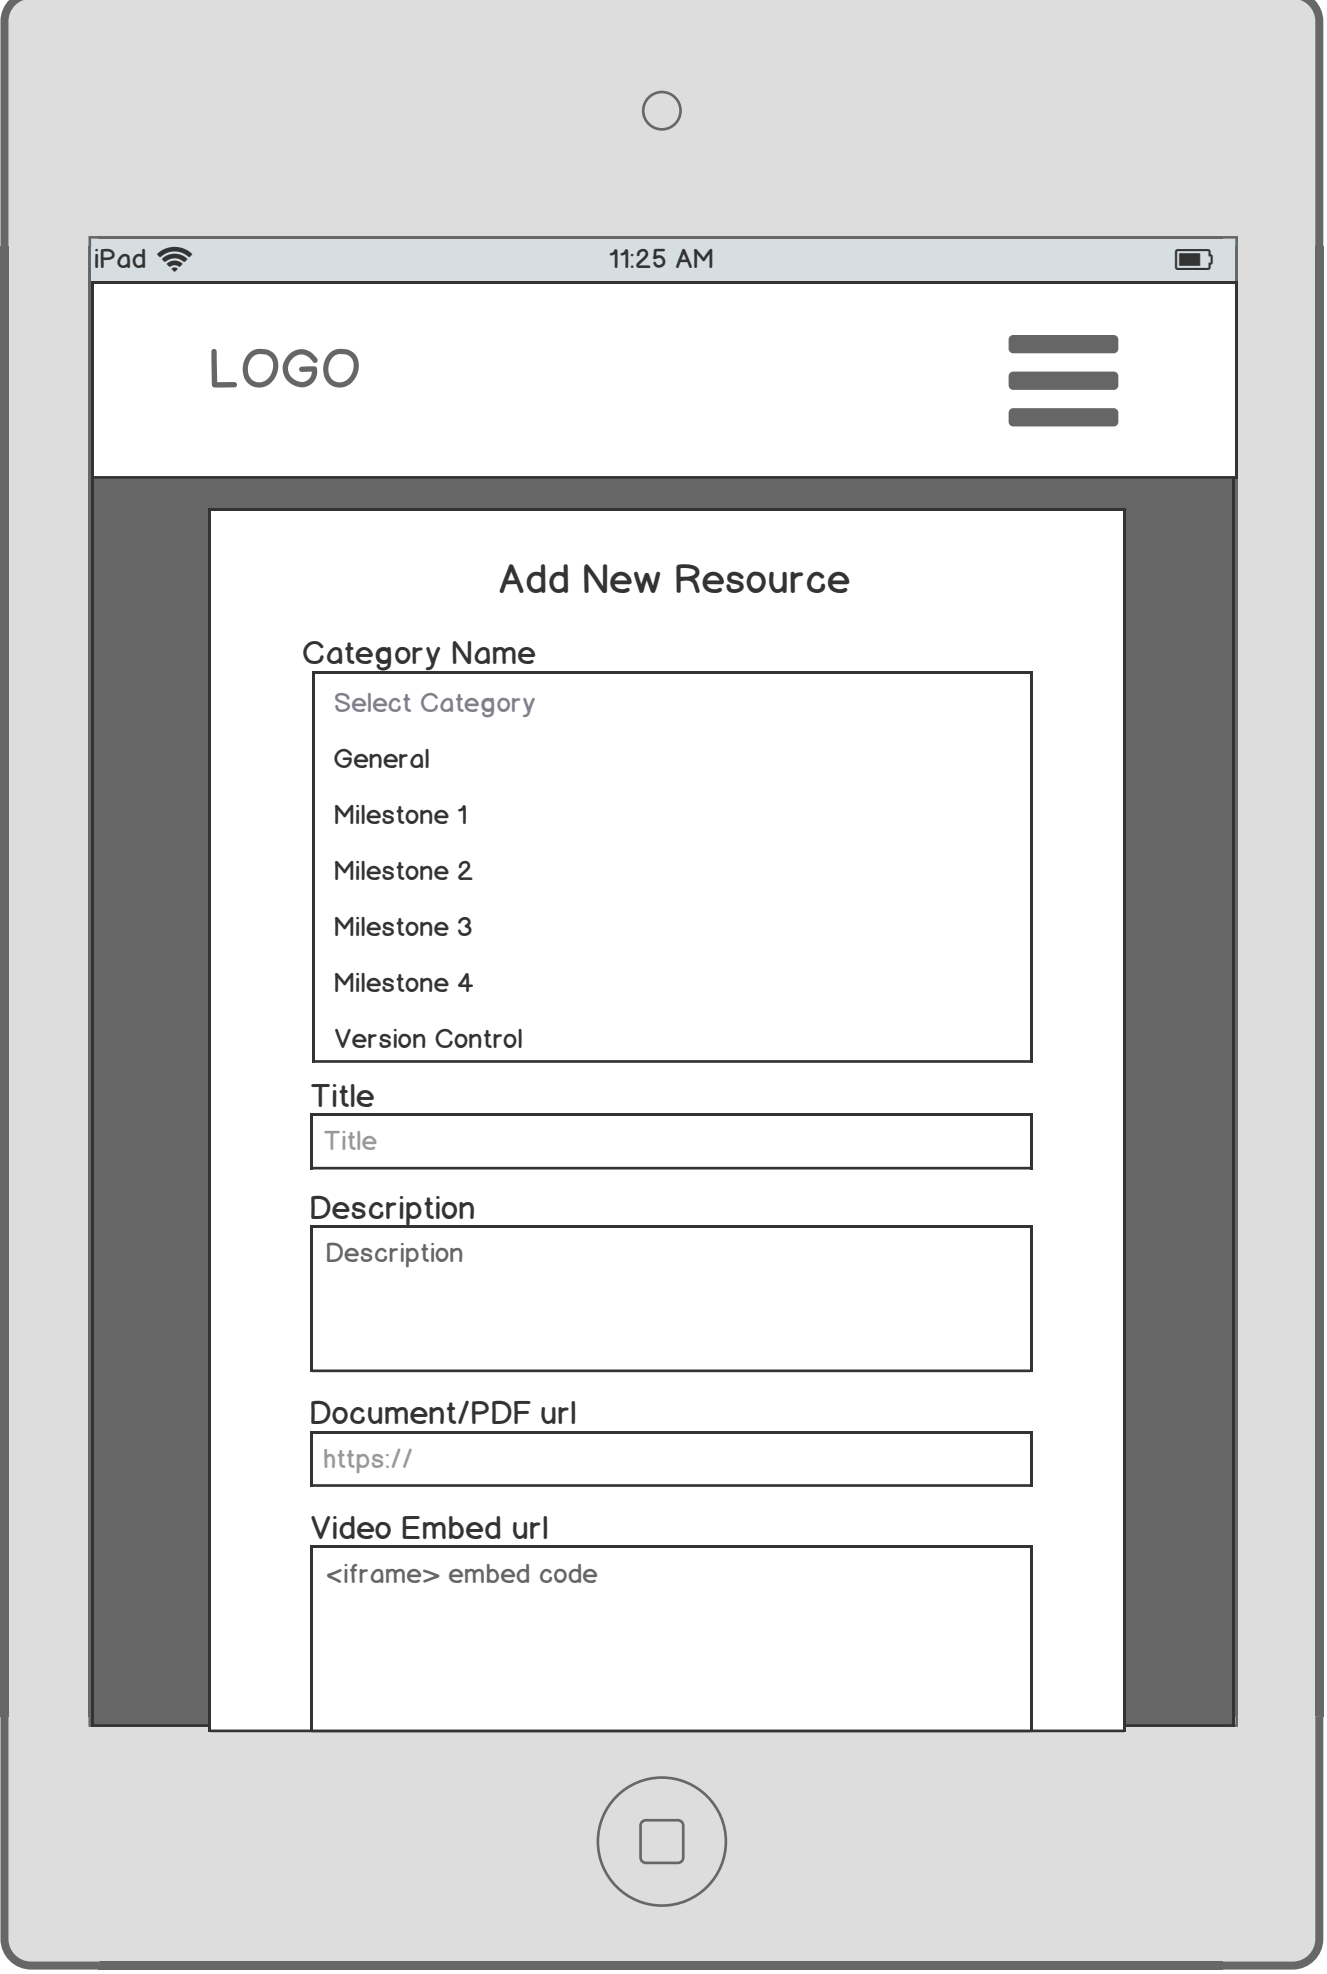 iPad 11:25 AM
LOGO
Add New Resource
Category Name
Select Category
General
Milestone 1
Milestone 2
Milestone 3
Milestone 4
Version Control
Title
Title
Description
Description
Document/PDF url
https://
Video Embed url
<iframe> embed code